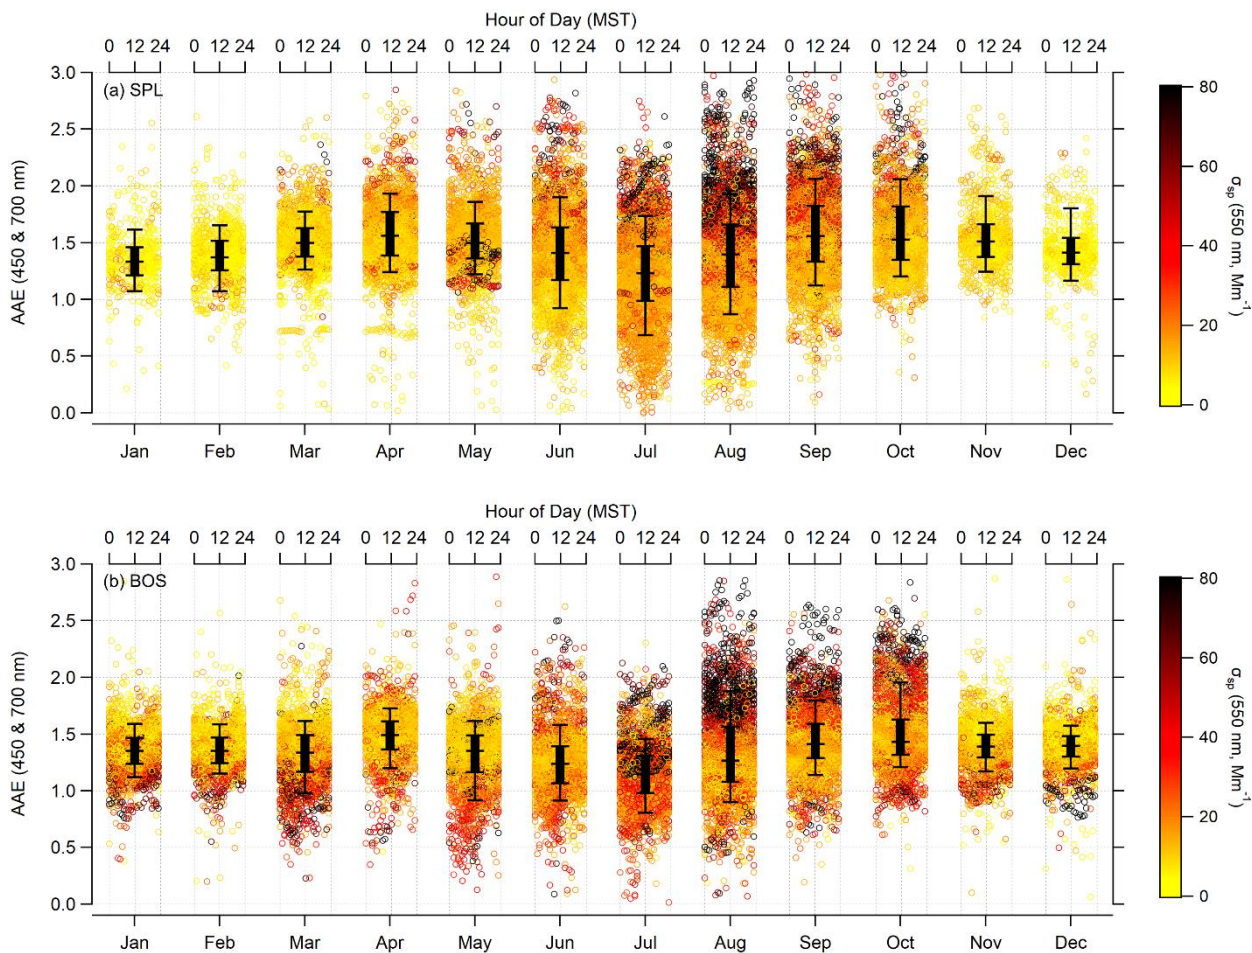 Hour of Day (MST)
0 12 24 0 12 24 0 12 24 0 12 24 0 12 24 0 12 24 0 12 24 0 12 24 0 12 24 0 12 24 0 12 24 0 12 24
(a) SPL
3.0
2.5
2.0
1.5
1.0
0.5
0.0
AAE (450 & 700 nm)
Jan Feb Mar Apr May Jun Jul Aug Sep Oct Nov Dec
80
60
40
20
0
σsp (550 nm, Mm-1)
Hour of Day (MST)
0 12 24 0 12 24 0 12 24 0 12 24 0 12 24 0 12 24 0 12 24 0 12 24 0 12 24 0 12 24 0 12 24 0 12 24
(b) BOS
3.0
2.5
2.0
1.5
1.0
0.5
0.0
AAE (450 & 700 nm)
Jan Feb Mar Apr May Jun Jul Aug Sep Oct Nov Dec
80
60
40
20
0
σsp (550 nm, Mm-1)